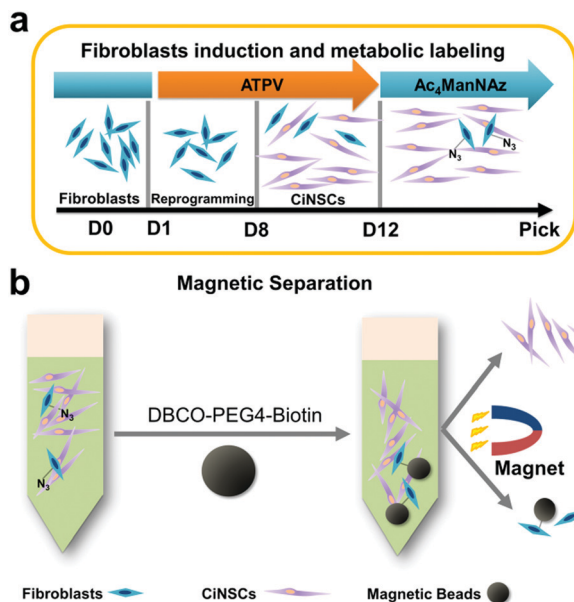 a
Fibroblasts induction and metabolic labeling
ATPV
Ac₄ManNAz
N₃
N₃
Fibroblasts
Reprogramming
CiNSCs
D0
D1
D8
D12
Pick
b
Magnetic Separation
N₃
N₃
DBCO-PEG4-Biotin
Magnet
Fibroblasts
CiNSCs
Magnetic Beads